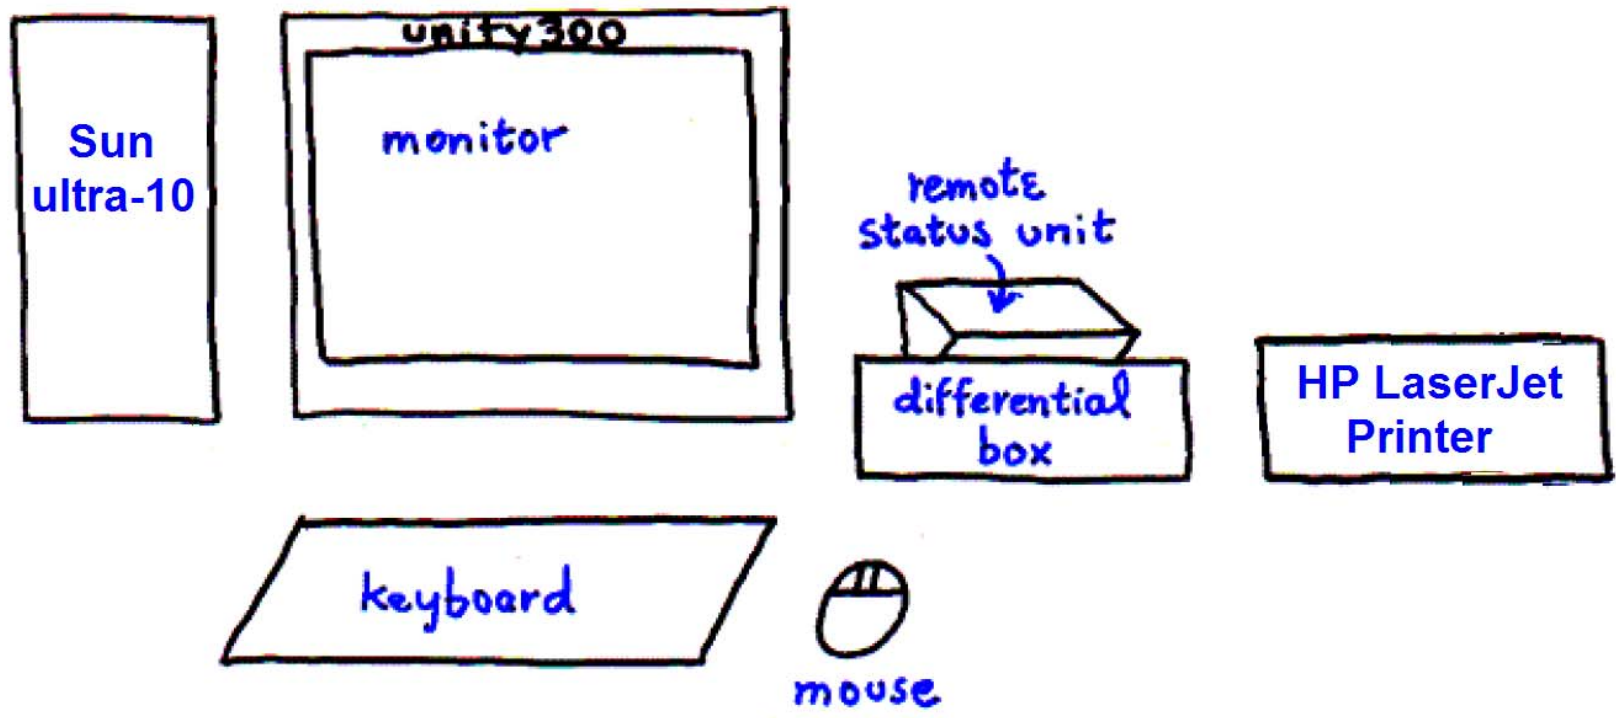 unity300
Sun
ultra-10
monitor
remote
status unit
differential
box
HP LaserJet
Printer
keyboard
mouse